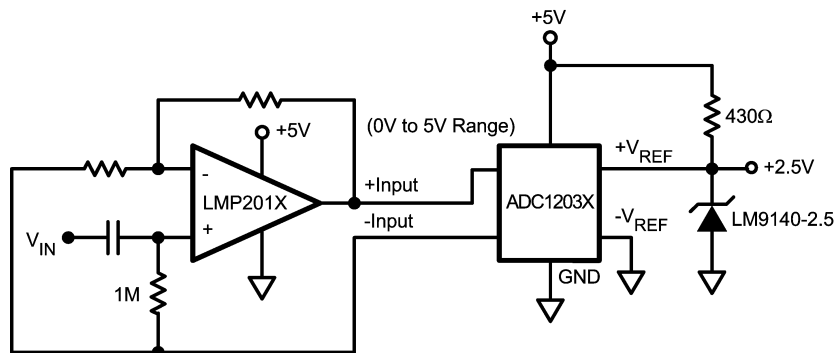 +5V
(0V to 5V Range)
430Ω
+5V
+VREF
+2.5V
-
LMP201X
+Input
ADC1203X
-Input
-VREF
LM9140-2.5
VIN
+
GND
1M